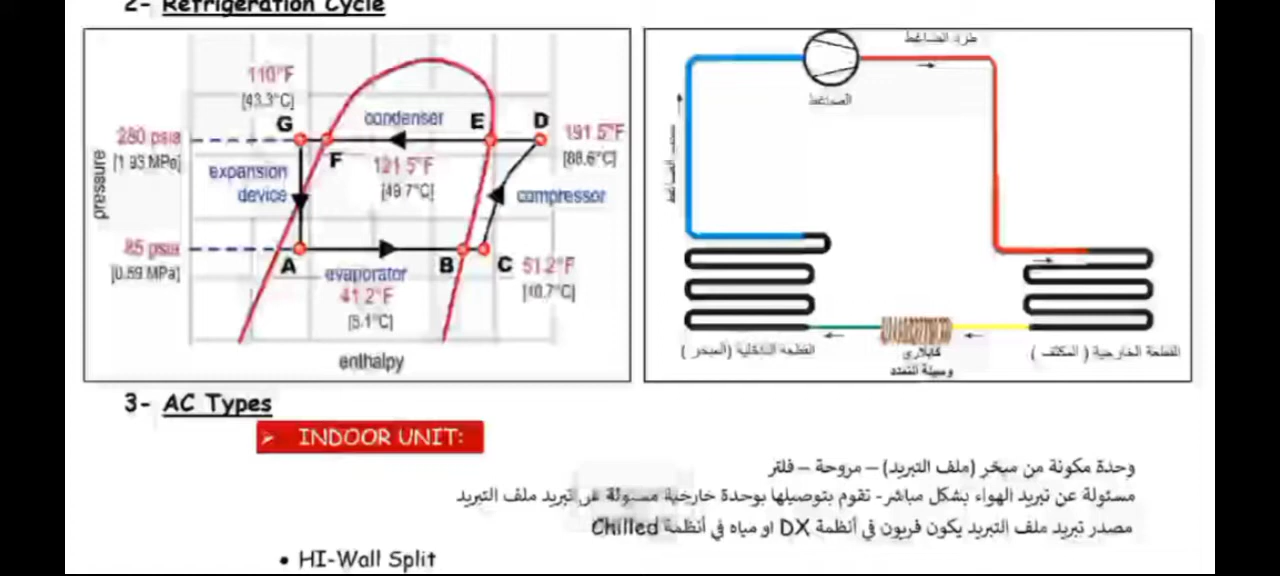 2- Refrigeration Cycle
110°F
[43.3°C]
G
condenser
E
D
280 psia
[1.93 MPa]
F
121.5°F
[49.7°C]
191.5°F
[88.6°C]
expansion
device
compressor
pressure
85 psia
[0.59 MPa]
A
B
C
51.2°F
[10.7°C]
evaporator
41.2°F
[5.1°C]
enthalpy
طرد الضاغط
الضاغط
سحب الضاغط
القطعة الداخلية (المبخر )
كابلاري
وسيلة التمدد
القطعة الخارجية ( المكثف )
3- AC Types
➢ INDOOR UNIT:
وحدة مكونة من مبخر (ملف التبريد) – مروحة – فلتر
مسئولة عن تبريد الهواء بشكل مباشر - تقوم بتوصيلها بوحدة خارجية مسئولة عن تبريد ملف التبريد
مصدر تبريد ملف التبريد يكون فريون في أنظمة DX او مياه في أنظمة Chilled
• HI-Wall Split